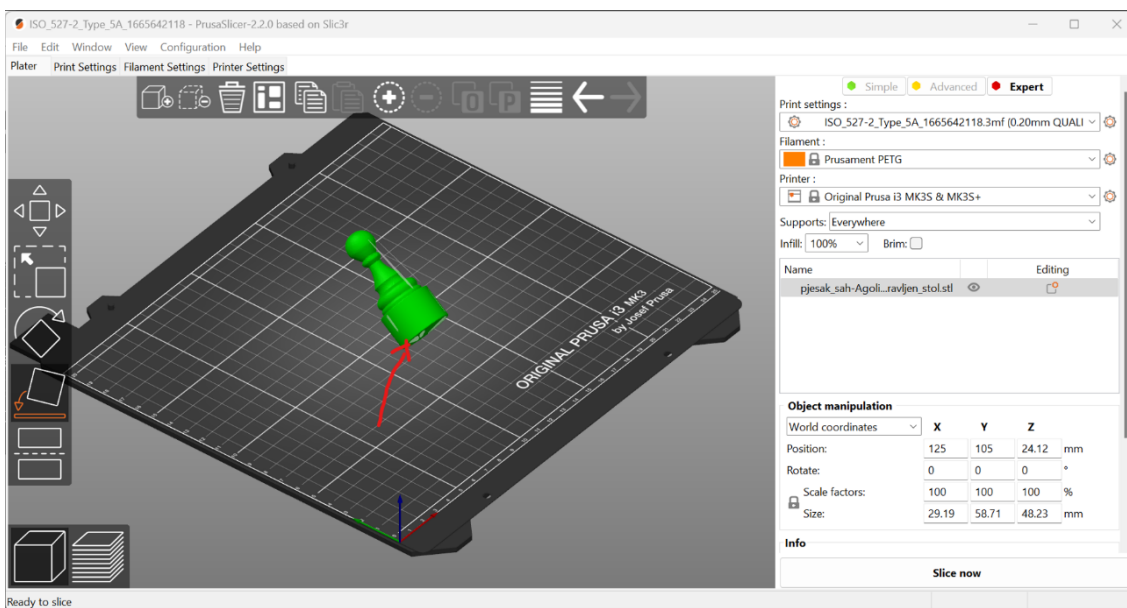 ISO_527-2_Type_5A_1665642118 - PrusaSlicer-2.2.0 based on Slic3r
File Edit Window View Configuration Help
Plater Print Settings Filament Settings Printer Settings
Simple Advanced Expert
Print settings :
ISO_527-2_Type_5A_1665642118.3mf (0.20mm QUALI
Filament :
Prusament PETG
Printer :
Original Prusa i3 MK3S & MK3S+
Supports: Everywhere
Infill: 100% Brim:
Name Editing
pjesak_sah-Agoli...ravljen_stol.stl
ORIGINAL PRUSA i3 MK3
by Josef Prusa
Object manipulation
World coordinates X Y Z
Position: 125 105 24.12 mm
Rotate: 0 0 0 °
Scale factors: 100 100 100 %
Size: 29.19 58.71 48.23 mm
Info
Slice now
Ready to slice